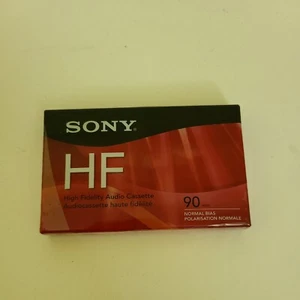 SONY
HF
High Fidelity Audio Cassette
Audiocassette haute fidélité
90
NORMAL BIAS
POLARISATION NORMALE